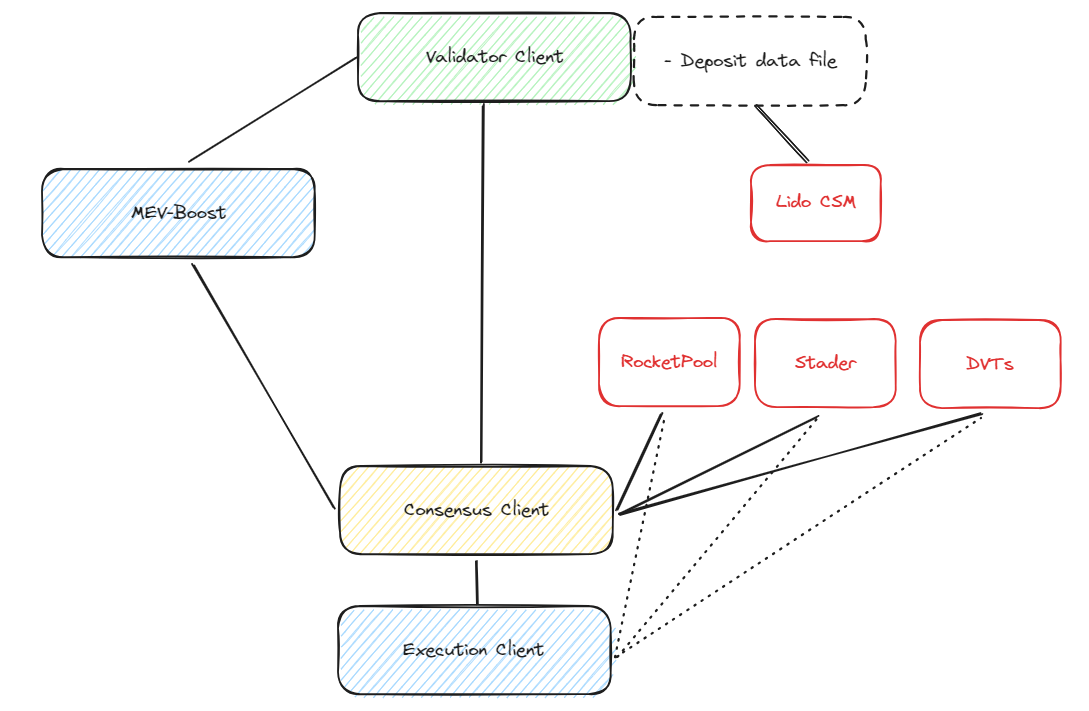 Validator Client
- Deposit data file
MEV-Boost
Lido CSM
RocketPool
Stader
DVTs
Consensus Client
Execution Client